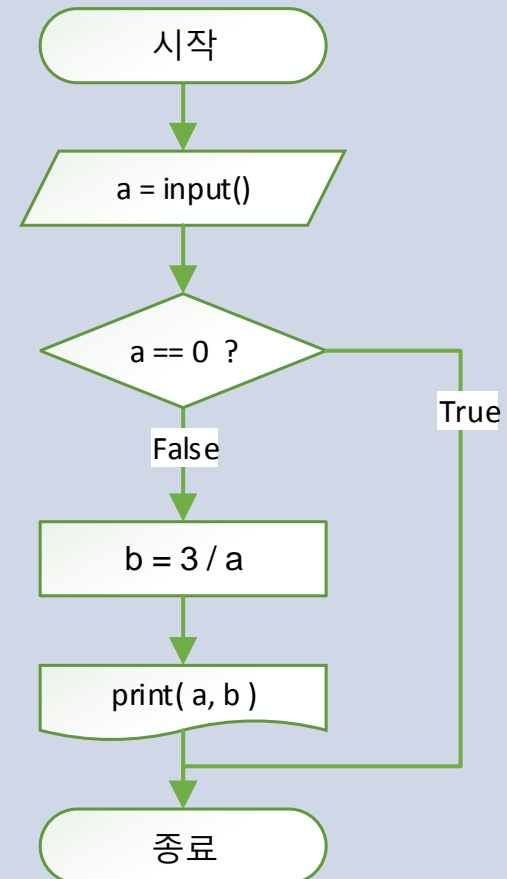 시작
a = input()
a == 0 ?
True
False
b = 3 / a
print( a, b )
종료